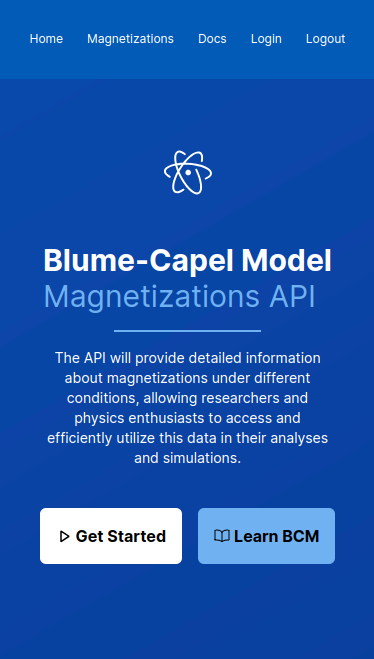 Home Magnetizations Docs Login Logout
Blume-Capel Model
Magnetizations API
The API will provide detailed information
about magnetizations under different
conditions, allowing researchers and
physics enthusiasts to access and
efficiently utilize this data in their analyses
and simulations.
Get Started Learn BCM